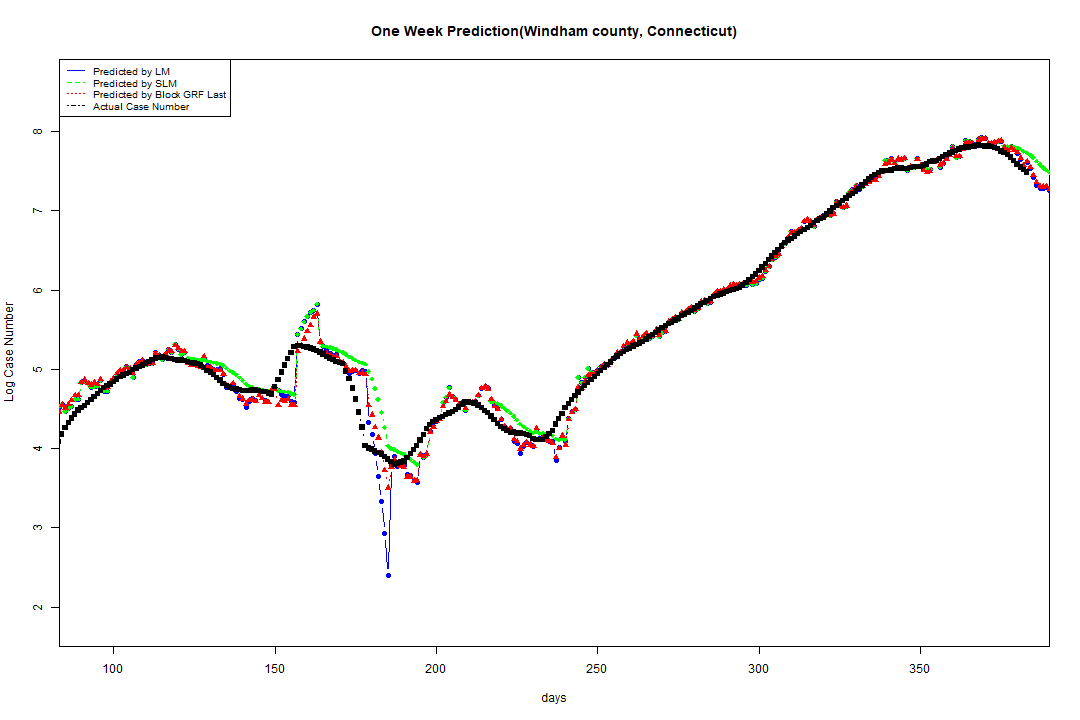 One Week Prediction(Windham county, Connecticut)
Predicted by LM
Predicted by SLM
Predicted by Block GRF Last
Actual Case Number
8
7
6
5
4
3
2
Log Case Number
100 150 200 250 300 350
days